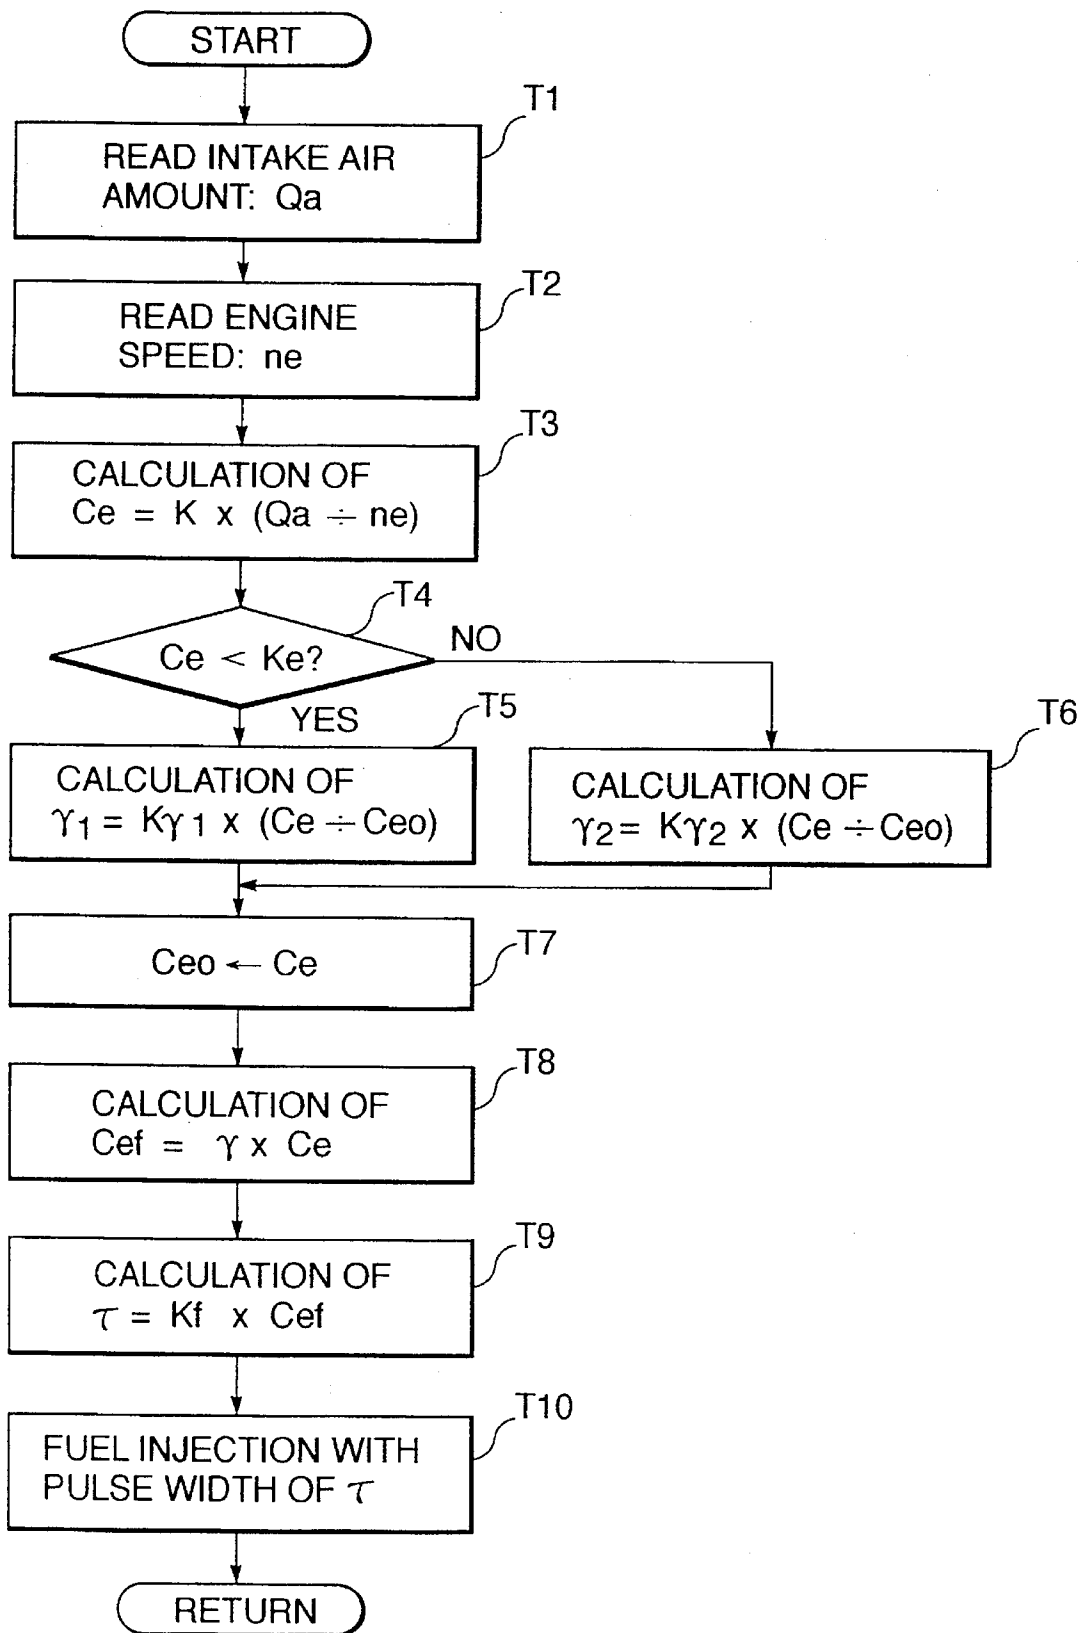 START
T1
READ INTAKE AIR
AMOUNT: Qa
T2
READ ENGINE
SPEED: ne
T3
CALCULATION OF
Ce = K x (Qa ÷ ne)
T4
Ce < Ke?
NO
YES
T5
CALCULATION OF
γ1 = Kγ1 x (Ce ÷ Ceo)
T6
CALCULATION OF
γ2 = Kγ2 x (Ce ÷ Ceo)
T7
Ceo ← Ce
T8
CALCULATION OF
Cef = γ x Ce
T9
CALCULATION OF
τ = Kf x Cef
T10
FUEL INJECTION WITH
PULSE WIDTH OF τ
RETURN